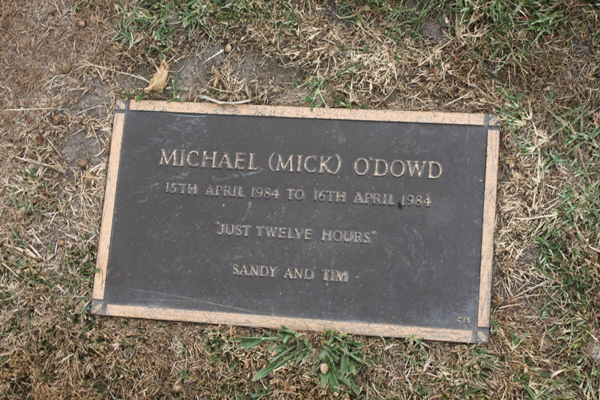 MICHAEL (MICK) O'DOWD
15TH APRIL 1984 TO 16TH APRIL 1984
"JUST TWELVE HOURS"
SANDY AND TIM